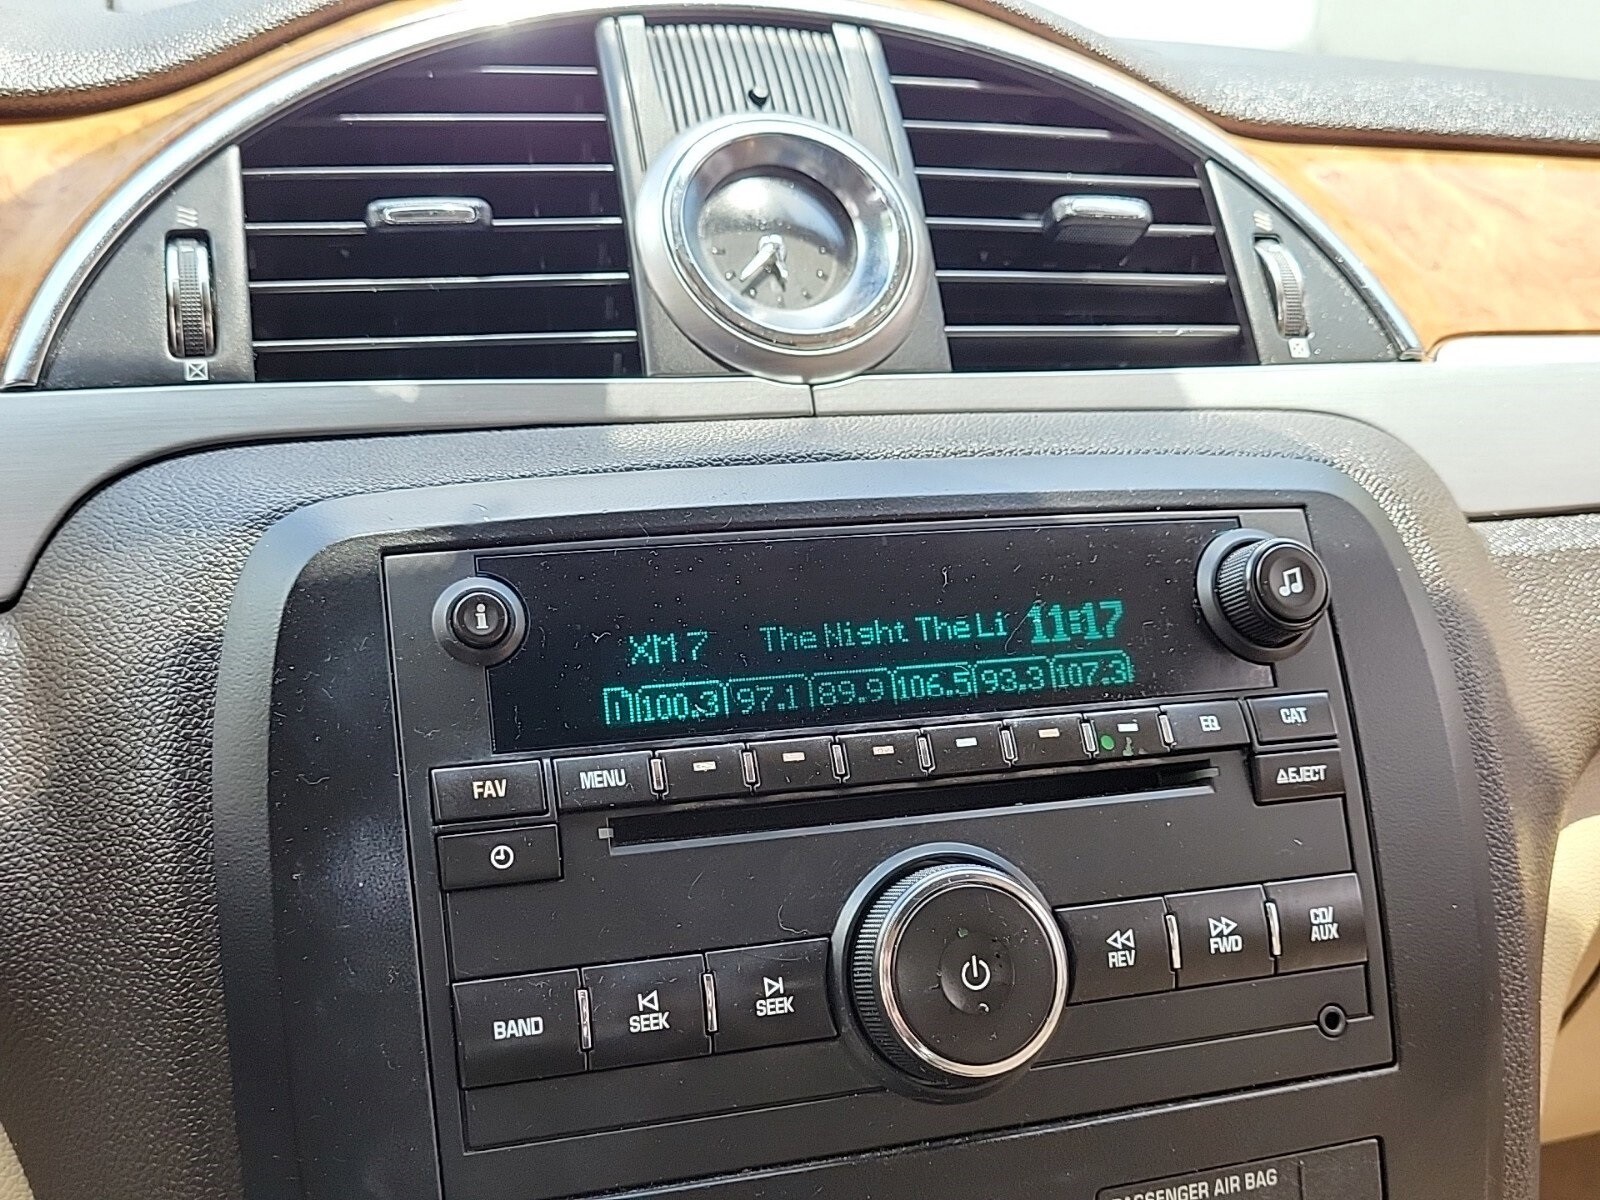 XM 7 The Night The Li 11:17
100.3 97.1 89.9 106.5 93.3 107.3
FAV MENU EQ CAT
EJECT
BAND SEEK SEEK REV FWD CD/
AUX
PASSENGER AIR BAG